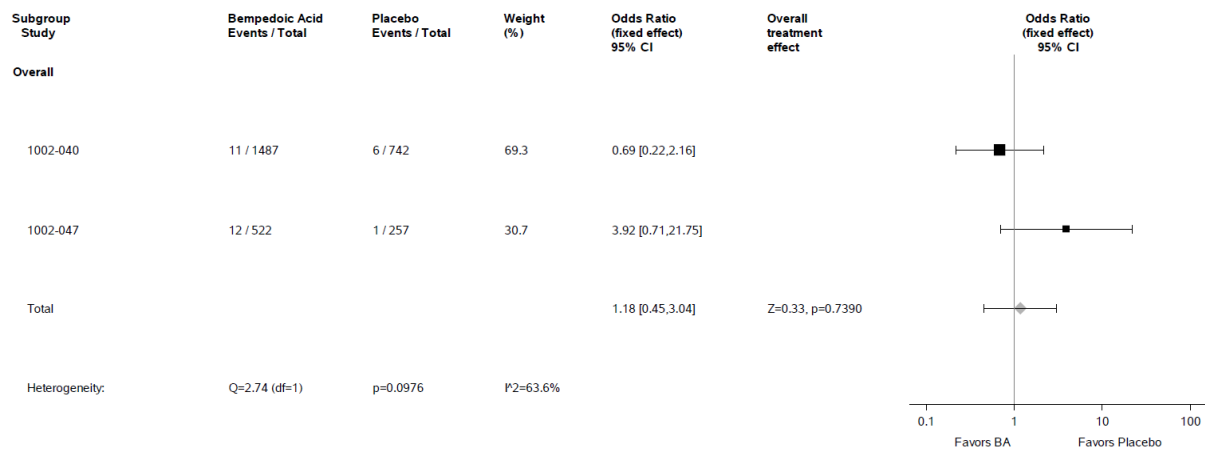 Subgroup Bempedoic Acid Placebo Weight Odds Ratio Overall Odds Ratio
Study Events / Total Events / Total (%) (fixed effect) treatment (fixed effect)
95% CI effect 95% CI
Overall
1002-040 11 / 1487 6 / 742 69.3 0.69 [0.22,2.16]
1002-047 12 / 522 1 / 257 30.7 3.92 [0.71,21.75]
Total 1.18 [0.45,3.04] Z=0.33, p=0.7390
Heterogeneity: Q=2.74 (df=1) p=0.0976 I^2=63.6%
0.1 1 10 100
Favors BA Favors Placebo